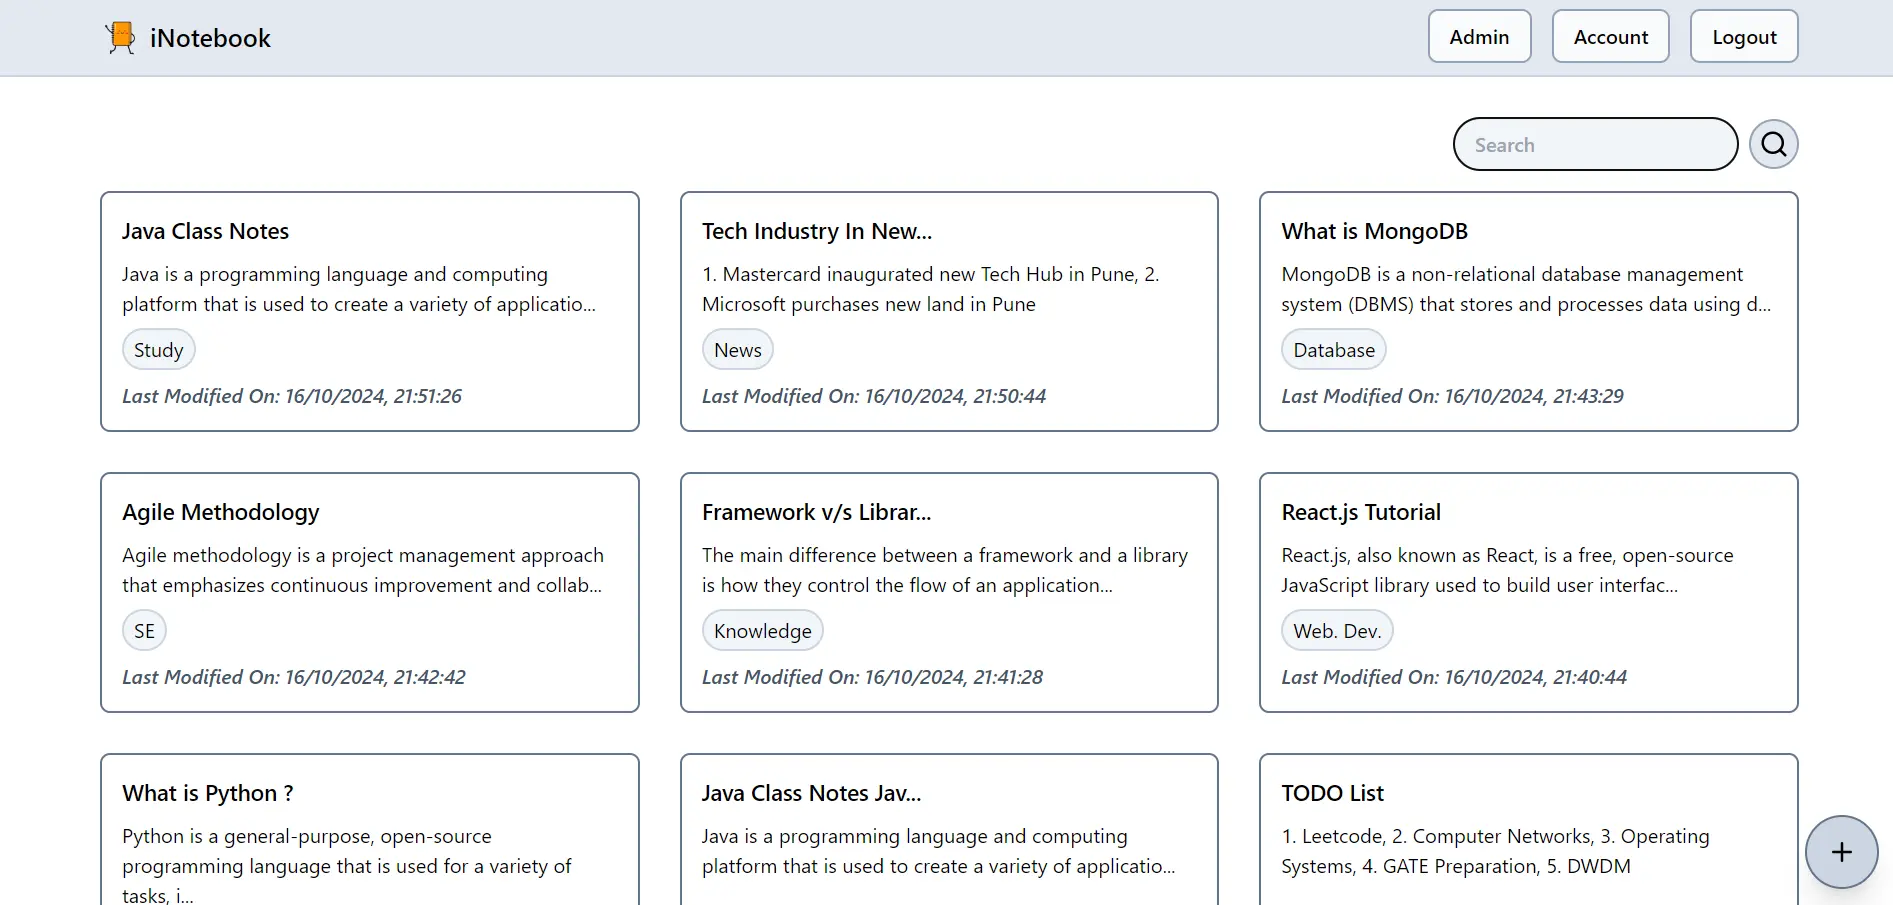 iNotebook
Admin
Account
Logout
Search
Java Class Notes
Java is a programming language and computing
platform that is used to create a variety of applicatio...
Study
Last Modified On: 16/10/2024, 21:51:26
Tech Industry In New...
1. Mastercard inaugurated new Tech Hub in Pune, 2.
Microsoft purchases new land in Pune
News
Last Modified On: 16/10/2024, 21:50:44
What is MongoDB
MongoDB is a non-relational database management
system (DBMS) that stores and processes data using d...
Database
Last Modified On: 16/10/2024, 21:43:29
Agile Methodology
Agile methodology is a project management approach
that emphasizes continuous improvement and collab...
SE
Last Modified On: 16/10/2024, 21:42:42
Framework v/s Librar...
The main difference between a framework and a library
is how they control the flow of an application...
Knowledge
Last Modified On: 16/10/2024, 21:41:28
React.js Tutorial
React.js, also known as React, is a free, open-source
JavaScript library used to build user interfac...
Web. Dev.
Last Modified On: 16/10/2024, 21:40:44
What is Python ?
Python is a general-purpose, open-source
programming language that is used for a variety of
tasks, i...
Java Class Notes Jav...
Java is a programming language and computing
platform that is used to create a variety of applicatio...
TODO List
1. Leetcode, 2. Computer Networks, 3. Operating
Systems, 4. GATE Preparation, 5. DWDM
+